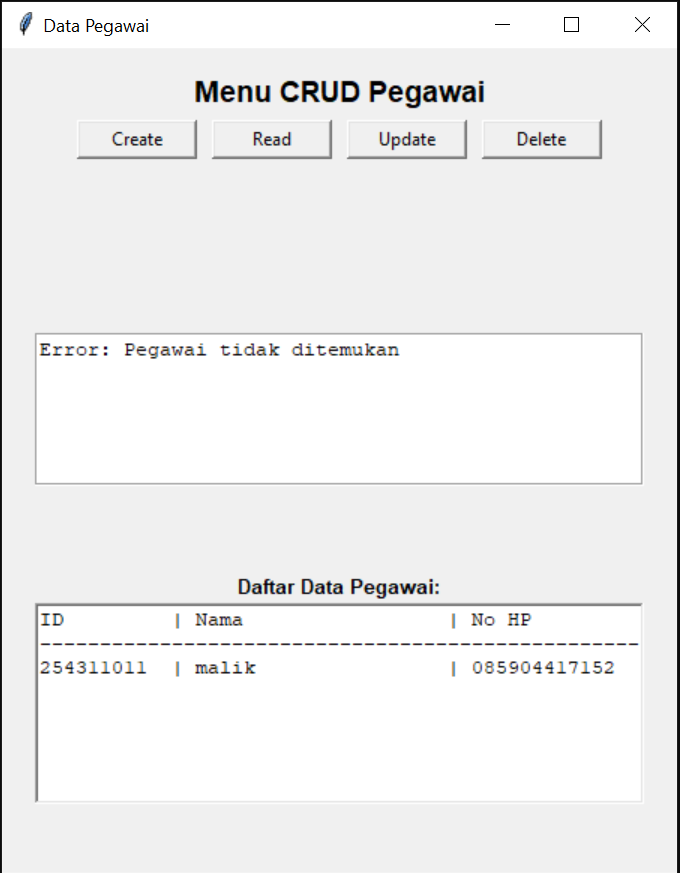 Data Pegawai
Menu CRUD Pegawai
Create Read Update Delete
Error: Pegawai tidak ditemukan
Daftar Data Pegawai:
ID | Nama | No HP
--------------------------------------------------
254311011 | malik | 085904417152